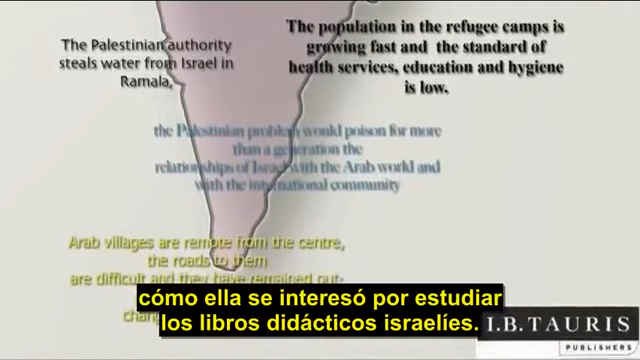 The Palestinian authority
steals water from Israel in
Ramala,
The population in the refugee camps is
growing fast and the standard of
health services, education and hygiene
is low.
the Palestinian problem would poison for more
than a generation the
relationships of Israel with the Arab world and
with the international community
Arab villages are remote from the centre,
the roads to them
are difficult and they have remained out-
cómo ella se interesó por estudiar
los libros didácticos israelíes.
I.B.TAURIS
PUBLISHERS